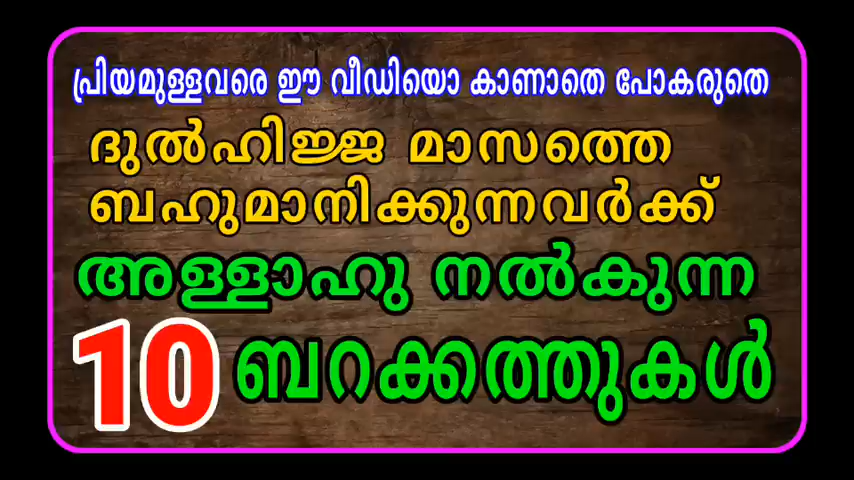 പ്രിയമുള്ളവരെ ഈ വീഡിയൊ കാണാതെ പോകരുതെ
ദുൽഹിജ്ജ മാസത്തെ
ബഹുമാനിക്കുന്നവർക്ക്
അള്ളാഹു നൽകുന്ന
10 ബറക്കത്തുകൾ